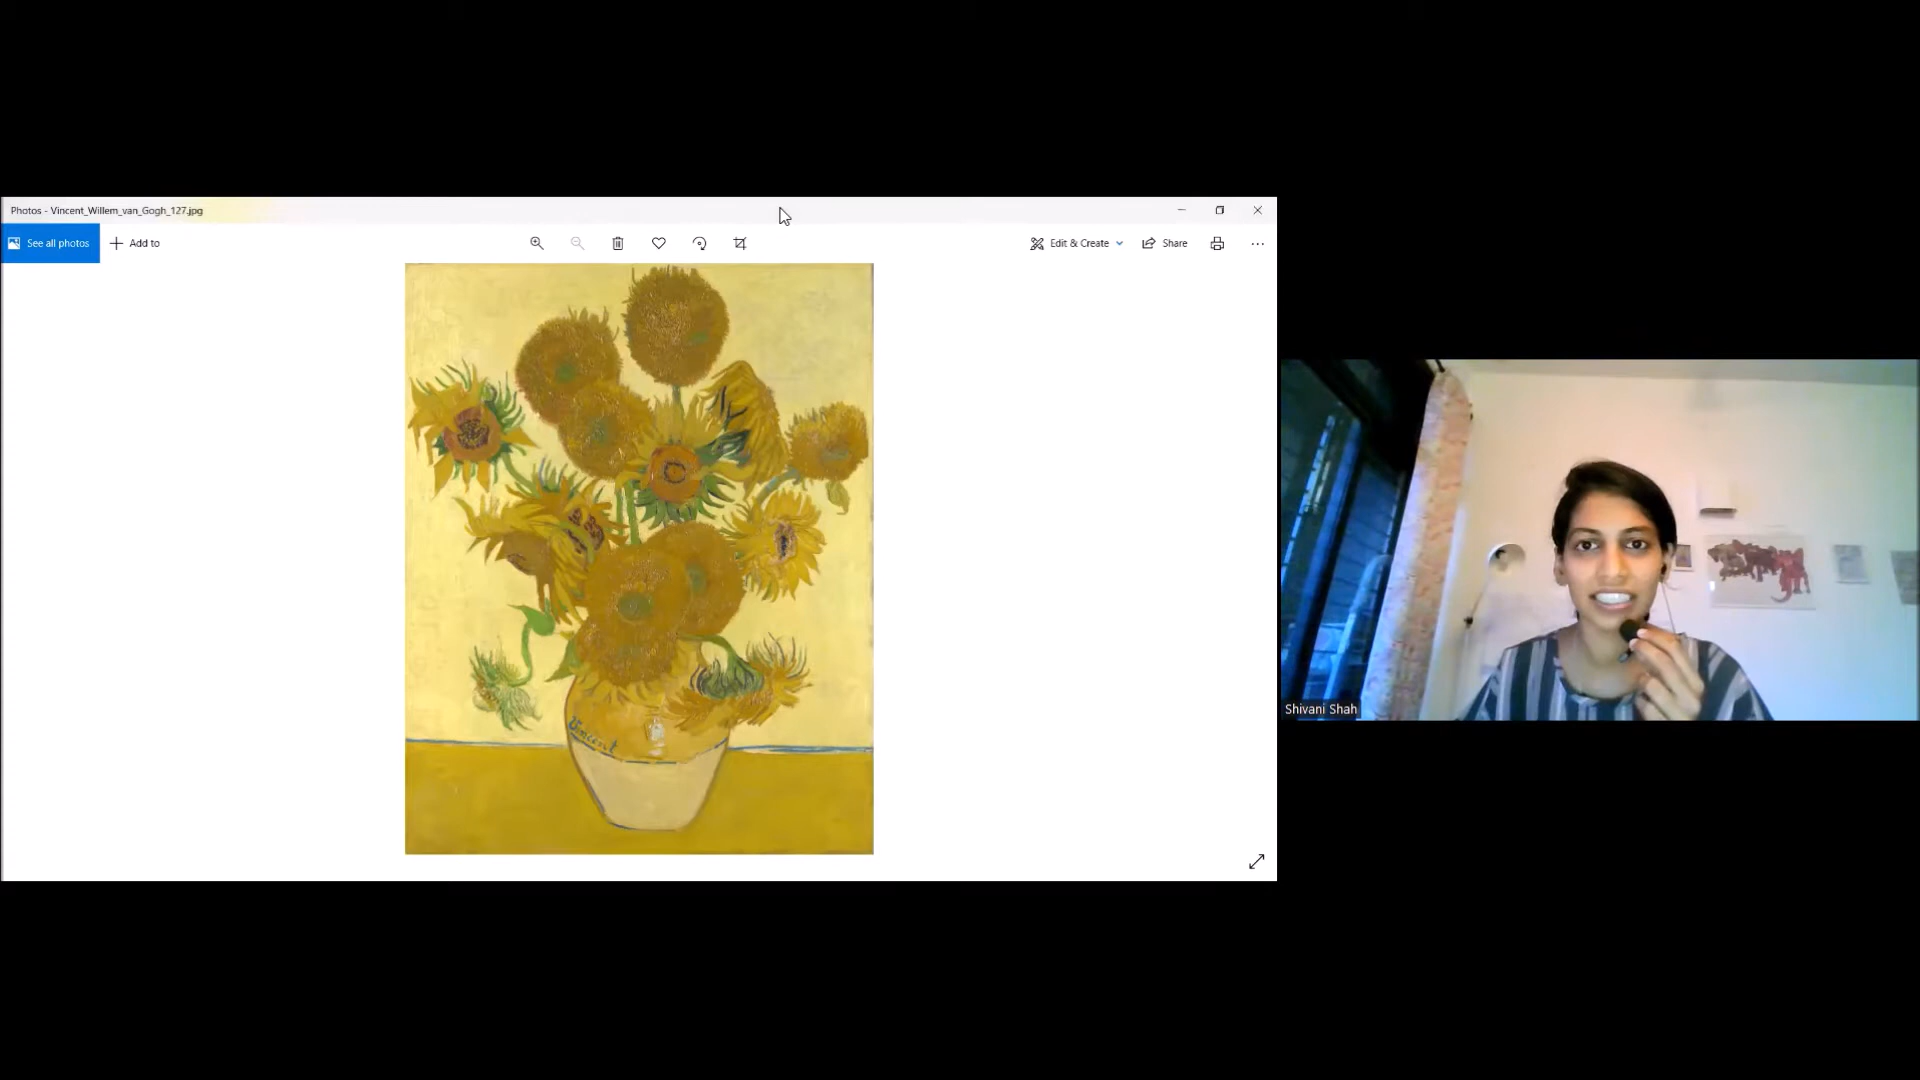 Photos - Vincent_Willem_van_Gogh_127.jpg
See all photos
Add to
Edit & Create
Share
Vincent
Shivani Shah